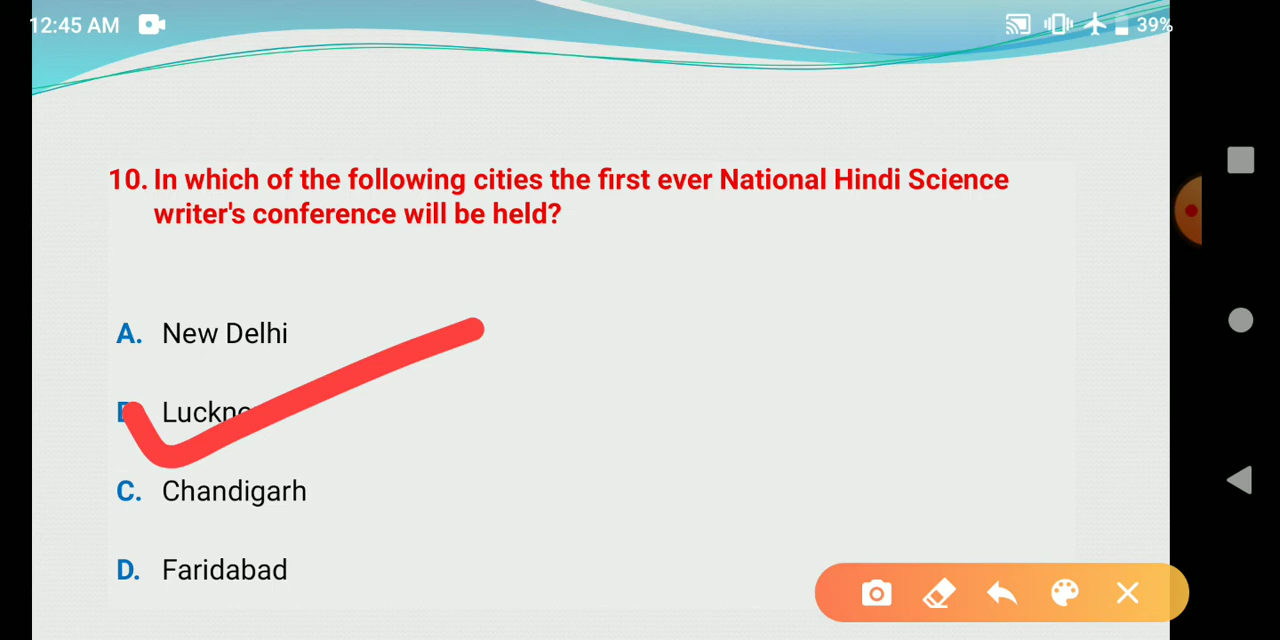 12:45 AM
39%
10. In which of the following cities the first ever National Hindi Science
writer's conference will be held?
A. New Delhi
C. Chandigarh
D. Faridabad